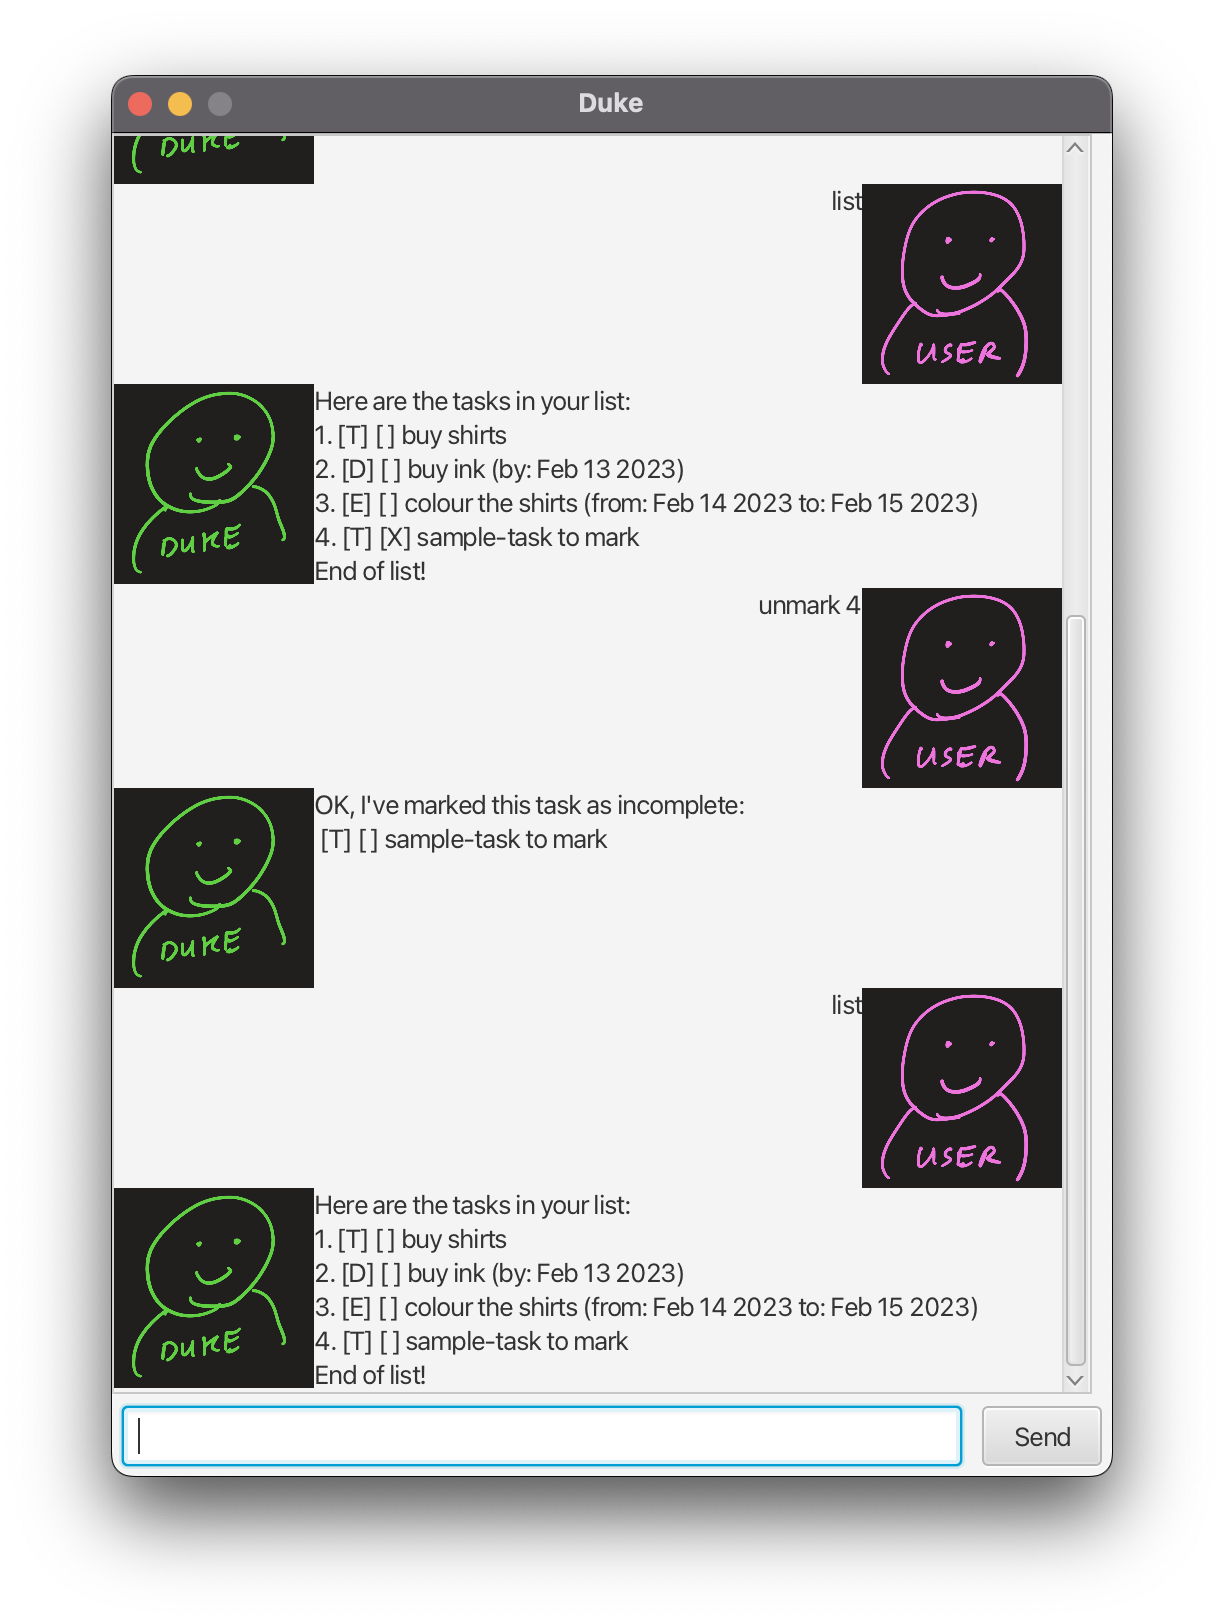 Duke
DUKE
list
USER
Here are the tasks in your list:
1. [T] [ ] buy shirts
2. [D] [ ] buy ink (by: Feb 13 2023)
3. [E] [ ] colour the shirts (from: Feb 14 2023 to: Feb 15 2023)
4. [T] [X] sample-task to mark
End of list!
DUKE
unmark 4
USER
OK, I've marked this task as incomplete:
[T] [ ] sample-task to mark
DUKE
list
USER
Here are the tasks in your list:
1. [T] [ ] buy shirts
2. [D] [ ] buy ink (by: Feb 13 2023)
3. [E] [ ] colour the shirts (from: Feb 14 2023 to: Feb 15 2023)
4. [T] [ ] sample-task to mark
End of list!
DUKE
Send